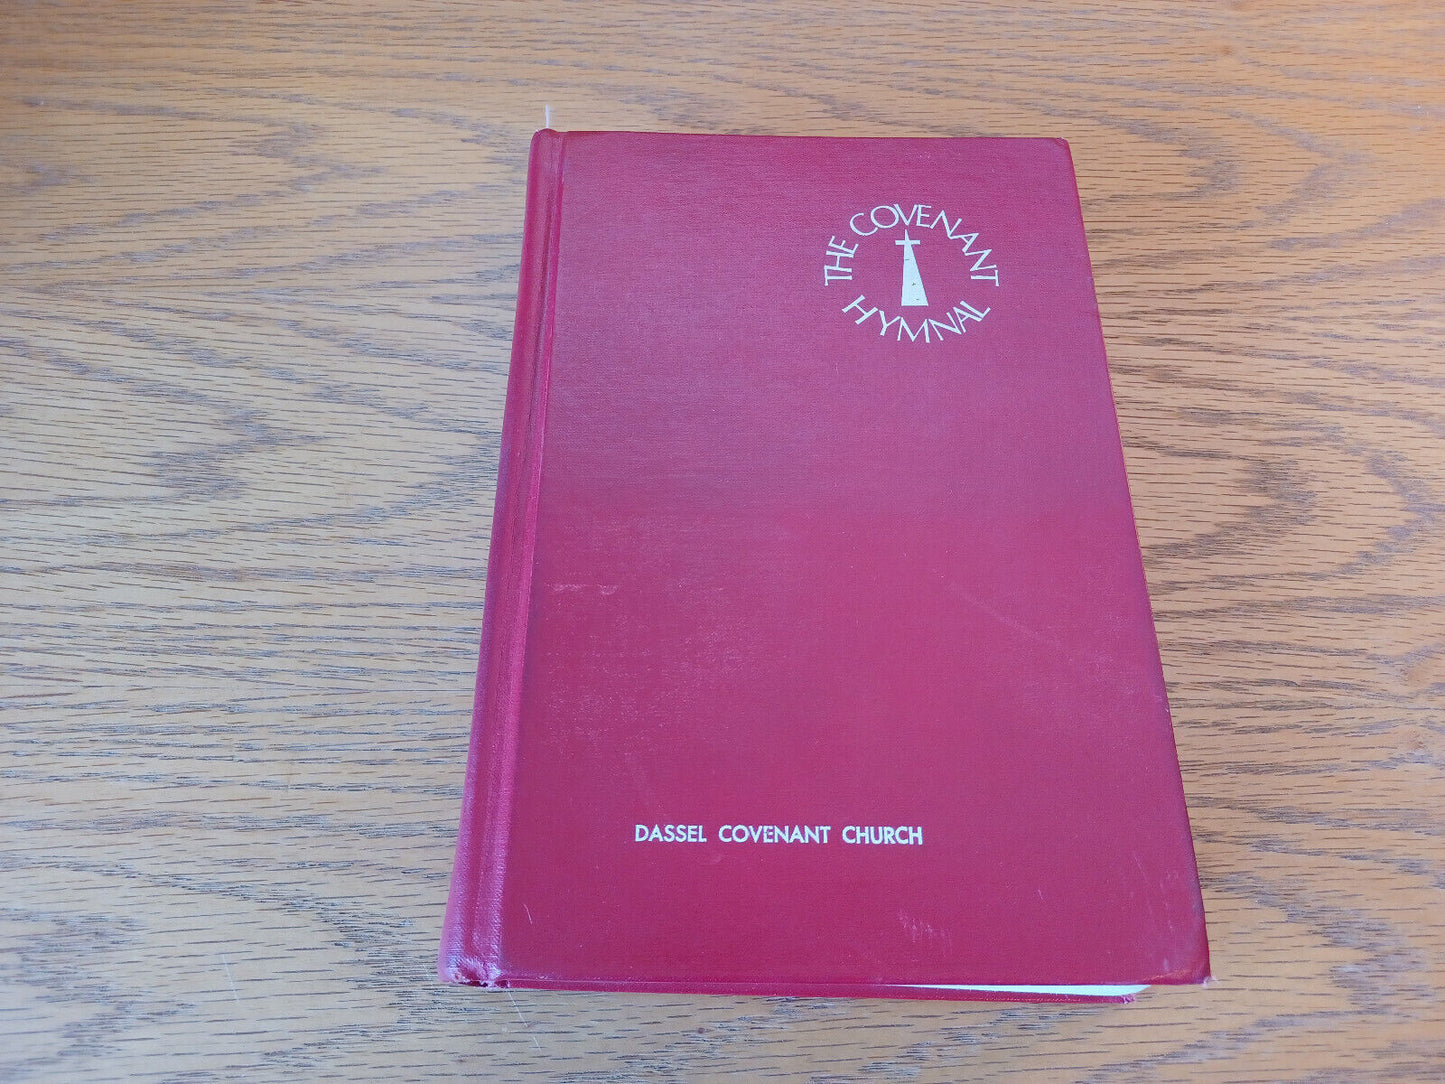 THE COVENANT
HYMNAL
DASSEL COVENANT CHURCH